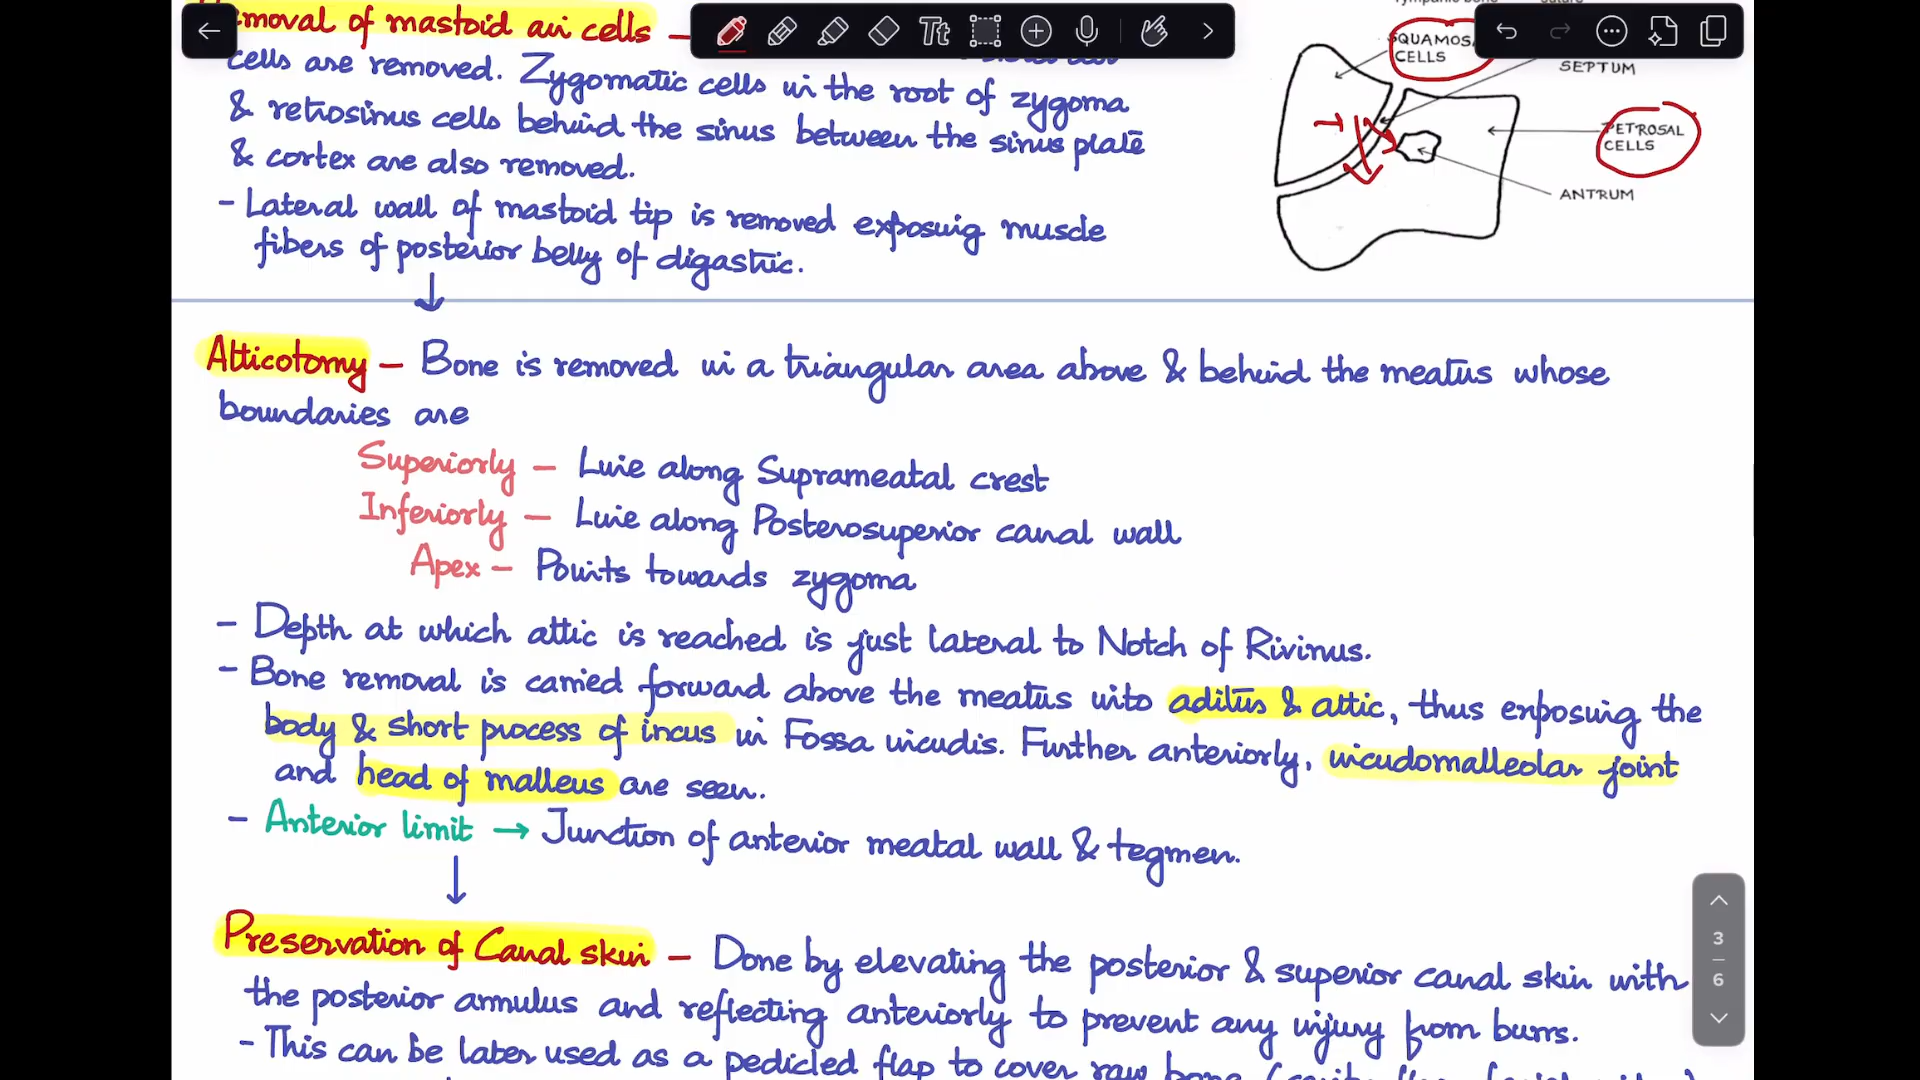 Removal of mastoid air cells –
cells are removed. Zygomatic cells in the root of zygoma
& retrosinus cells behind the sinus between the sinus plate
& cortex are also removed.
- Lateral wall of mastoid tip is removed exposing muscle
fibers of posterior belly of digastric.
SQUAMOS
CELLS
SEPTUM
PETROSAL
CELLS
ANTRUM
Tt
Atticotomy – Bone is removed in a triangular area above & behind the meatus whose
boundaries are
Superiorly – Line along Suprameatal crest
Inferiorly – Line along Posterosuperior canal wall
Apex – Points towards zygoma
- Depth at which attic is reached is just lateral to Notch of Rivinus.
- Bone removal is carried forward above the meatus into aditus & attic, thus exposing the
body & short process of incus in Fossa incudis. Further anteriorly, incudomalleolar joint
and head of malleus are seen.
- Anterior limit → Junction of anterior meatal wall & tegmen.
Preservation of Canal skin – Done by elevating the posterior & superior canal skin with
the posterior annulus and reflecting anteriorly to prevent any injury from burrs.
- This can be later used as a pedicled flap to cover raw bone
3
6